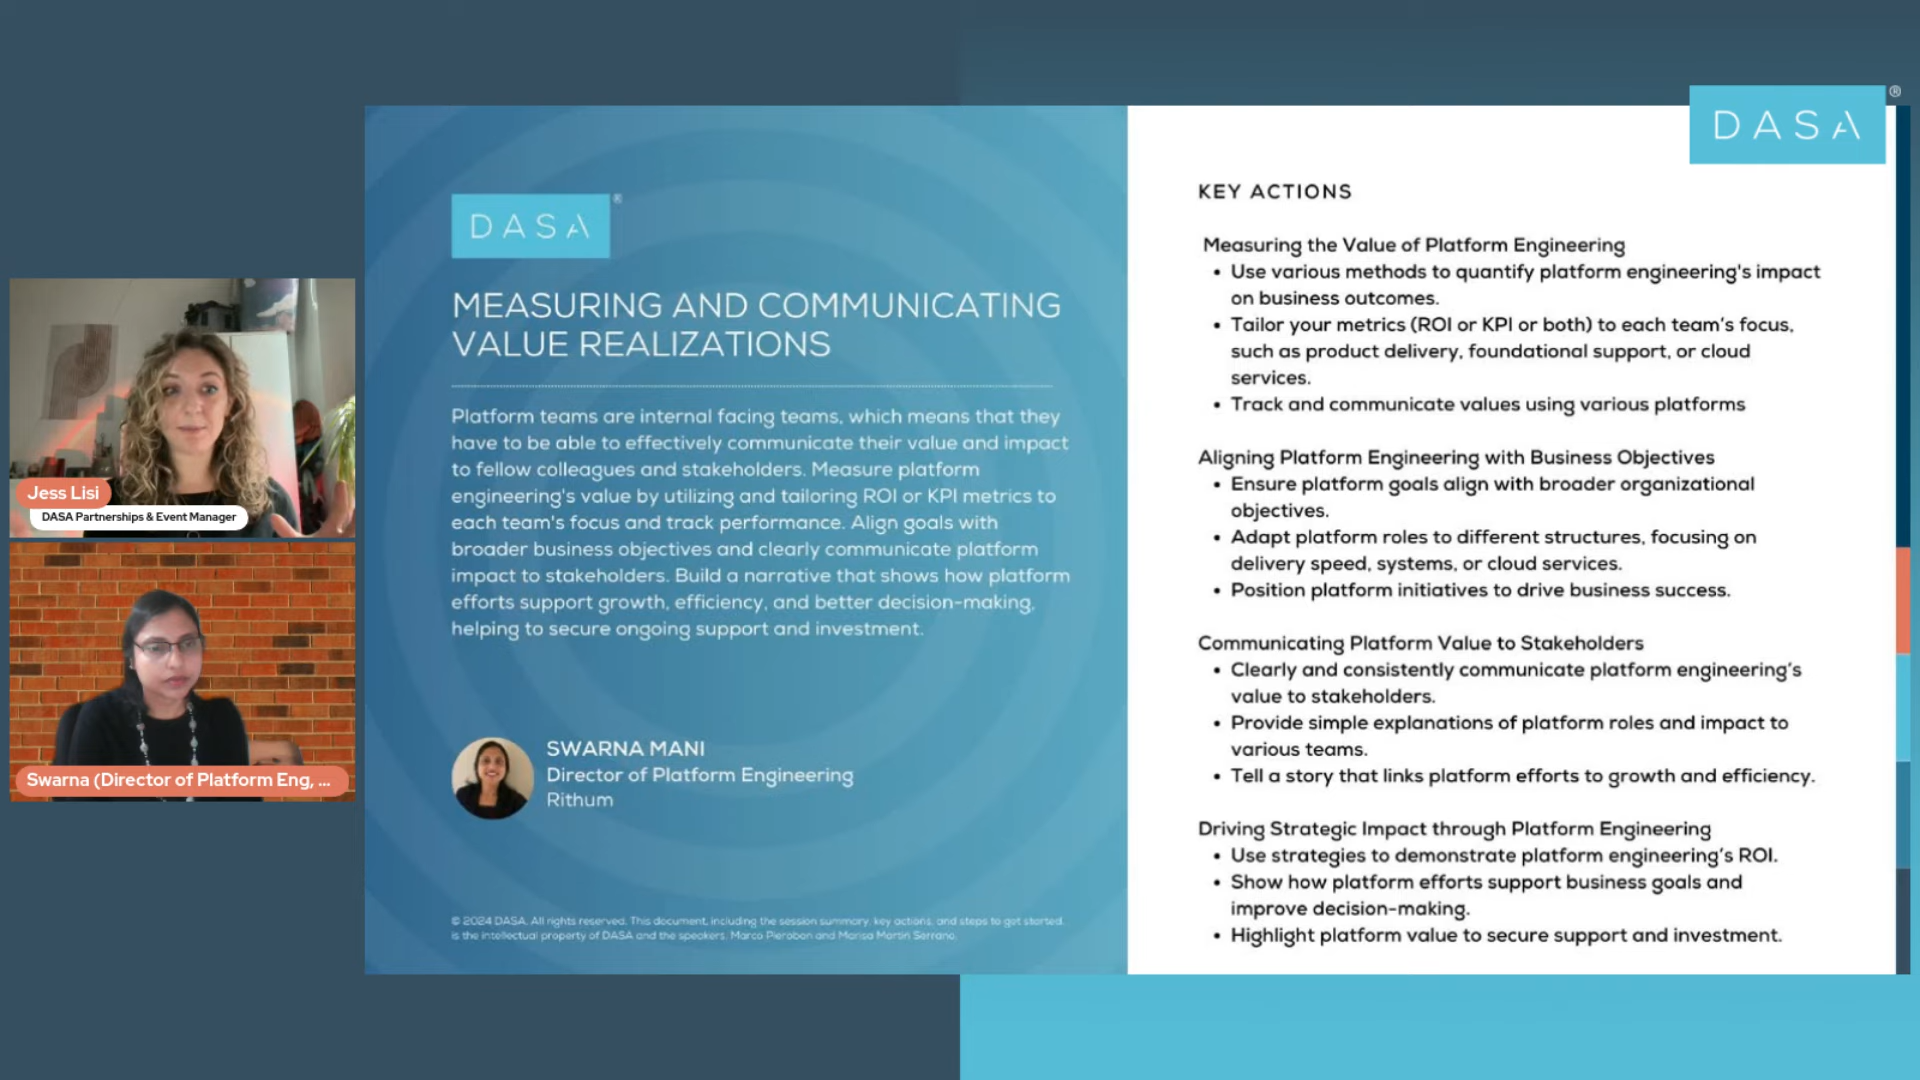 DASA®
DASA®
MEASURING AND COMMUNICATING
VALUE REALIZATIONS
Platform teams are internal facing teams, which means that they
have to be able to effectively communicate their value and impact
to fellow colleagues and stakeholders. Measure platform
engineering's value by utilizing and tailoring ROI or KPI metrics to
each team's focus and track performance. Align goals with
broader business objectives and clearly communicate platform
impact to stakeholders. Build a narrative that shows how platform
efforts support growth, efficiency, and better decision-making,
helping to secure ongoing support and investment.
SWARNA MANI
Director of Platform Engineering
Rithum
© 2024 DASA. All rights reserved. This document, including the session summary, key actions, and steps to get started,
is the intellectual property of DASA and the speakers, Marco Pierobon and Marisa Martin Serrano.
KEY ACTIONS
Measuring the Value of Platform Engineering
• Use various methods to quantify platform engineering's impact
on business outcomes.
• Tailor your metrics (ROI or KPI or both) to each team's focus,
such as product delivery, foundational support, or cloud
services.
• Track and communicate values using various platforms
Aligning Platform Engineering with Business Objectives
• Ensure platform goals align with broader organizational
objectives.
• Adapt platform roles to different structures, focusing on
delivery speed, systems, or cloud services.
• Position platform initiatives to drive business success.
Communicating Platform Value to Stakeholders
• Clearly and consistently communicate platform engineering's
value to stakeholders.
• Provide simple explanations of platform roles and impact to
various teams.
• Tell a story that links platform efforts to growth and efficiency.
Driving Strategic Impact through Platform Engineering
• Use strategies to demonstrate platform engineering's ROI.
• Show how platform efforts support business goals and
improve decision-making.
• Highlight platform value to secure support and investment.
Jess Lisi
DASA Partnerships & Event Manager
Swarna (Director of Platform Eng, ...